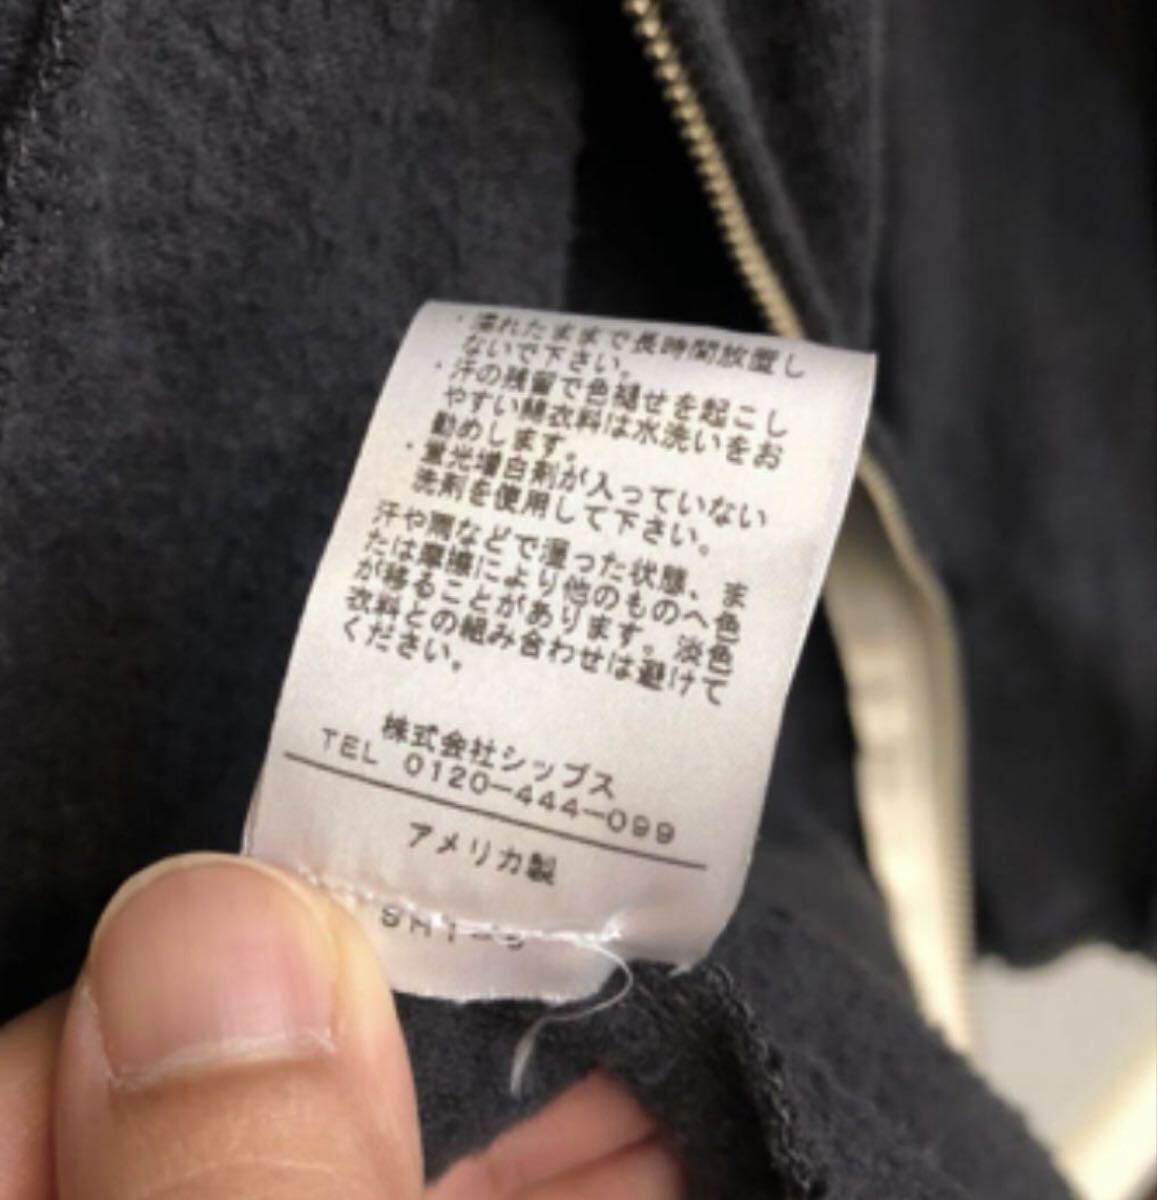 ・濡れたままで長時間放置し
ないで下さい。
・汗の残留で色褪せを起こし
やすい綿衣料は水洗いをお
勧めします。
・蛍光増白剤が入っていない
洗剤を使用して下さい。
汗や雨などで湿った状態、ま
たは摩擦により他のものへ色
が移ることがあります。淡色
衣料との組み合わせは避けて
ください。
株式会社シップス
TEL 0120-444-099
アメリカ製